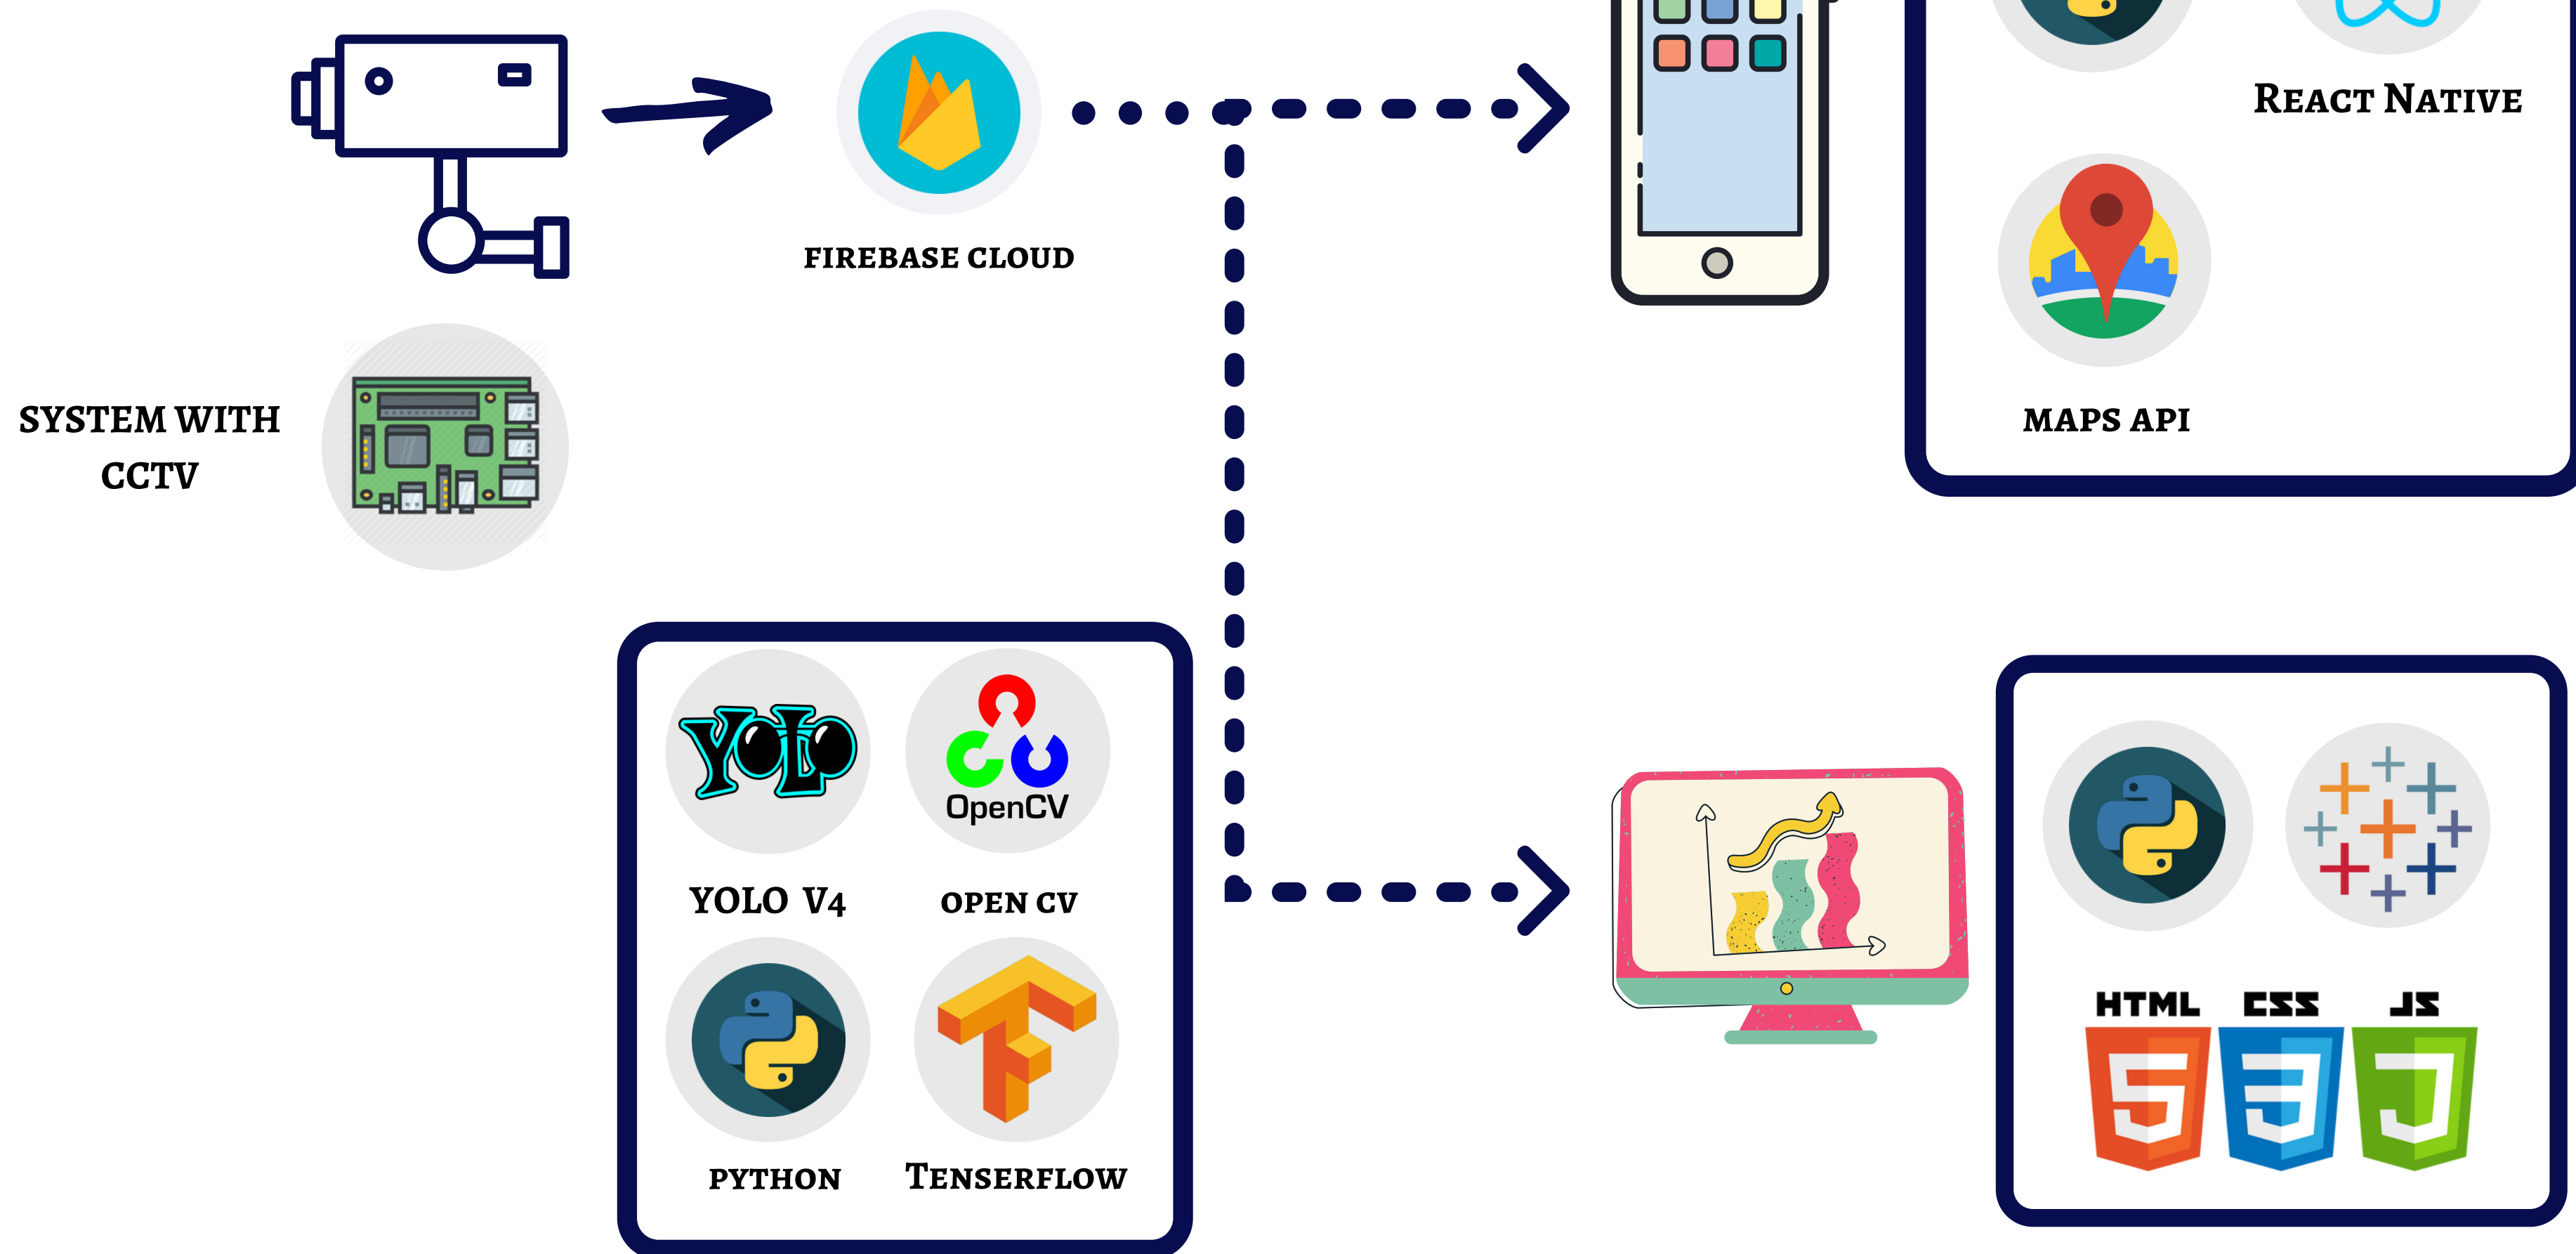 React Native
FIREBASE CLOUD
MAPS API
SYSTEM WITH
CCTV
YOLO
OpenCV
YOLO V4
OPEN CV
HTML CSS JS
PYTHON
Tenserflow